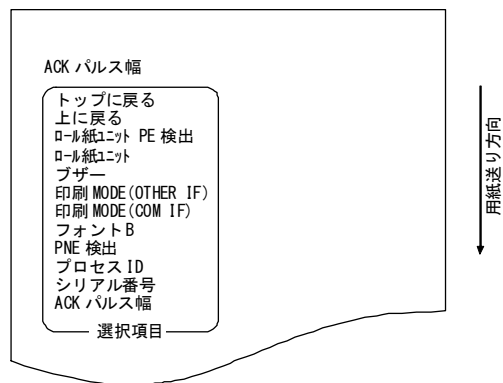 ACK パルス幅
トップに戻る
上に戻る
ﾛｰﾙ紙ﾕﾆｯﾄ PE 検出
ﾛｰﾙ紙ﾕﾆｯﾄ
ブザー
印刷 MODE(OTHER IF)
印刷 MODE(COM IF)
フォントB
PNE 検出
プロセス ID
シリアル番号
ACK パルス幅
選択項目
用紙送り方向